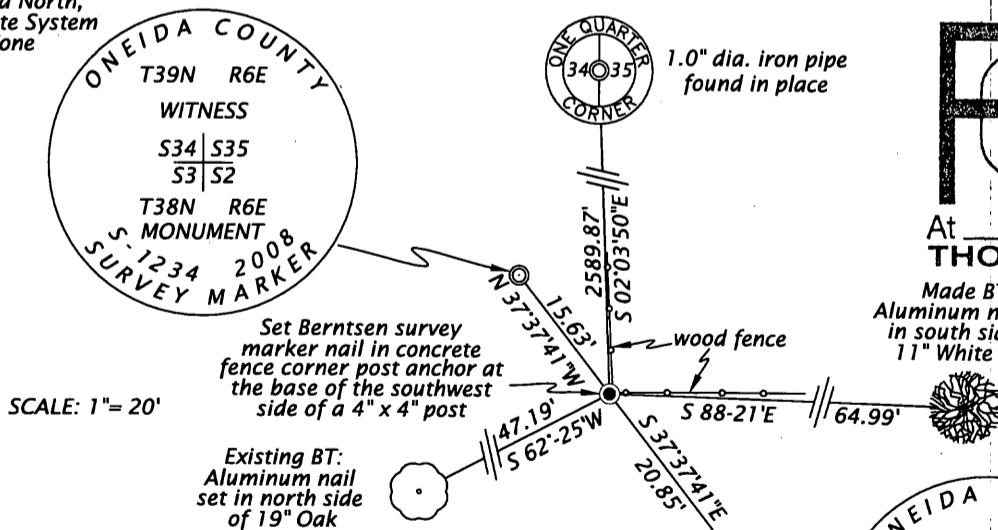 North,
te System
one
ONEIDA COUNTY
T39N R6E
WITNESS
S34 S35
S3 S2
T38N R6E
MONUMENT
S-1234 2008
SURVEY MARKER
ONE QUARTER
34 35
CORNER
1.0" dia. iron pipe
found in place
2589.87'
S 02°03'50"E
15.63'
N 37°37'41"W
wood fence
Set Berntsen survey
marker nail in concrete
fence corner post anchor at
the base of the southwest
side of a 4" x 4" post
SCALE: 1"= 20'
47.19'
S 62°-25'W
S 88-21'E
64.99'
S 37°37'41"E
20.85'
Existing BT:
Aluminum nail
set in north side
of 19" Oak
At
THO
Made BT
Aluminum n
in south si
11" White
ONEIDA